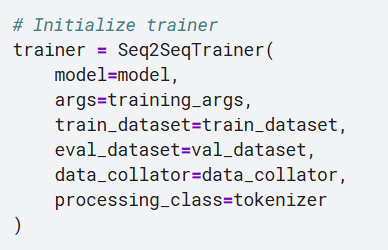 # Initialize trainer
trainer = Seq2SeqTrainer(
    model=model,
    args=training_args,
    train_dataset=train_dataset,
    eval_dataset=val_dataset,
    data_collator=data_collator,
    processing_class=tokenizer
)